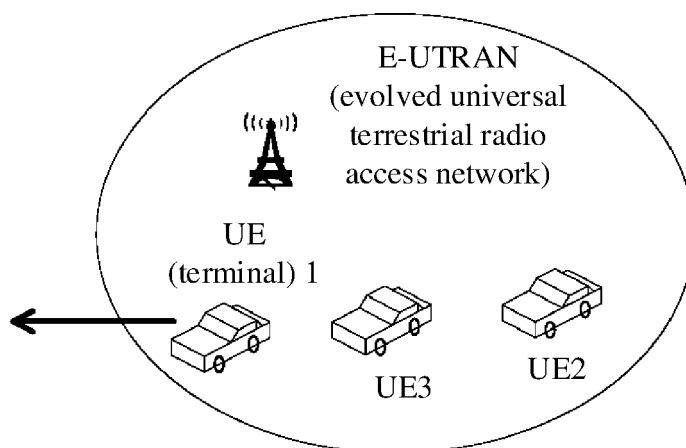 E-UTRAN
(evolved universal
terrestrial radio
access network)
UE
(terminal) 1
UE3
UE2